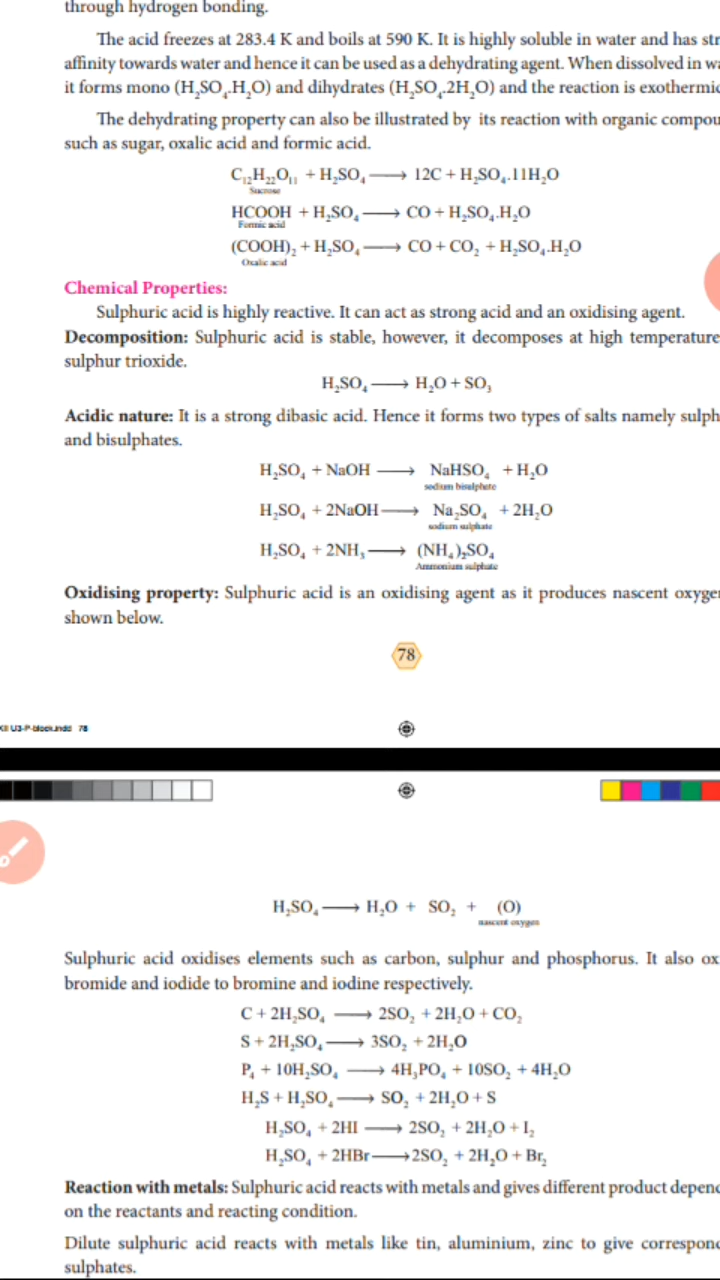 through hydrogen bonding.
The acid freezes at 283.4 K and boils at 590 K. It is highly soluble in water and has str
affinity towards water and hence it can be used as a dehydrating agent. When dissolved in wa
it forms mono (H₂SO₄.H₂O) and dihydrates (H₂SO₄.2H₂O) and the reaction is exothermic
The dehydrating property can also be illustrated by its reaction with organic compou
such as sugar, oxalic acid and formic acid.
C₁₂H₂₂O₁₁ + H₂SO₄ ⟶ 12C + H₂SO₄.11H₂O
Sucrose
HCOOH + H₂SO₄ ⟶ CO + H₂SO₄.H₂O
Formic acid
(COOH)₂ + H₂SO₄ ⟶ CO + CO₂ + H₂SO₄.H₂O
Oxalic acid
Chemical Properties:
Sulphuric acid is highly reactive. It can act as strong acid and an oxidising agent.
Decomposition: Sulphuric acid is stable, however, it decomposes at high temperature
sulphur trioxide.
H₂SO₄ ⟶ H₂O + SO₃
Acidic nature: It is a strong dibasic acid. Hence it forms two types of salts namely sulph
and bisulphates.
H₂SO₄ + NaOH ⟶ NaHSO₄ + H₂O
sodium bisulphate
H₂SO₄ + 2NaOH ⟶ Na₂SO₄ + 2H₂O
sodium sulphate
H₂SO₄ + 2NH₃ ⟶ (NH₄)₂SO₄
Ammonium sulphate
Oxidising property: Sulphuric acid is an oxidising agent as it produces nascent oxygen
shown below.
78
XII U3-P-block.indd 78
H₂SO₄ ⟶ H₂O + SO₂ + (O)
nascent oxygen
Sulphuric acid oxidises elements such as carbon, sulphur and phosphorus. It also ox
bromide and iodide to bromine and iodine respectively.
C + 2H₂SO₄ ⟶ 2SO₂ + 2H₂O + CO₂
S + 2H₂SO₄ ⟶ 3SO₂ + 2H₂O
P₄ + 10H₂SO₄ ⟶ 4H₃PO₄ + 10SO₂ + 4H₂O
H₂S + H₂SO₄ ⟶ SO₂ + 2H₂O + S
H₂SO₄ + 2HI ⟶ 2SO₂ + 2H₂O + I₂
H₂SO₄ + 2HBr ⟶ 2SO₂ + 2H₂O + Br₂
Reaction with metals: Sulphuric acid reacts with metals and gives different product depend
on the reactants and reacting condition.
Dilute sulphuric acid reacts with metals like tin, aluminium, zinc to give correspond
sulphates.